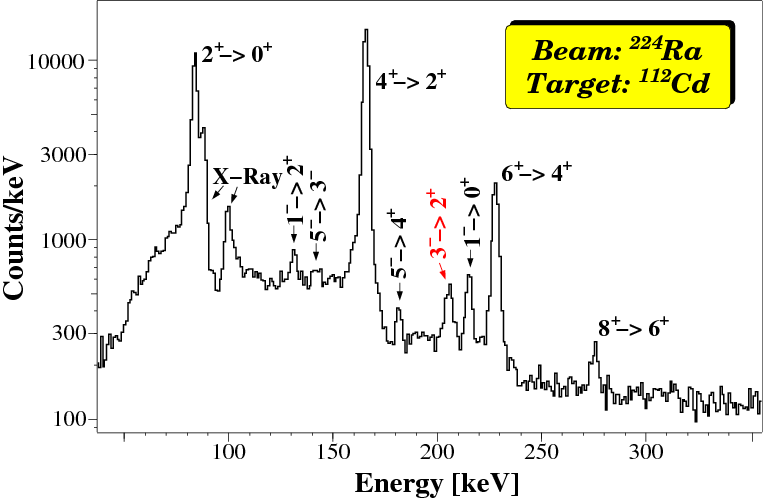 Beam: ²²⁴Ra
Target: ¹¹²Cd
2⁺–> 0⁺
4⁺–> 2⁺
X–Ray
1⁻–> 2⁺
5⁻–> 3⁻
5⁻–> 4⁺
3⁻–> 2⁺
1⁻–> 0⁺
6⁺–> 4⁺
8⁺–> 6⁺
Counts/keV
10000
3000
1000
300
100
100 150 200 250 300
Energy [keV]